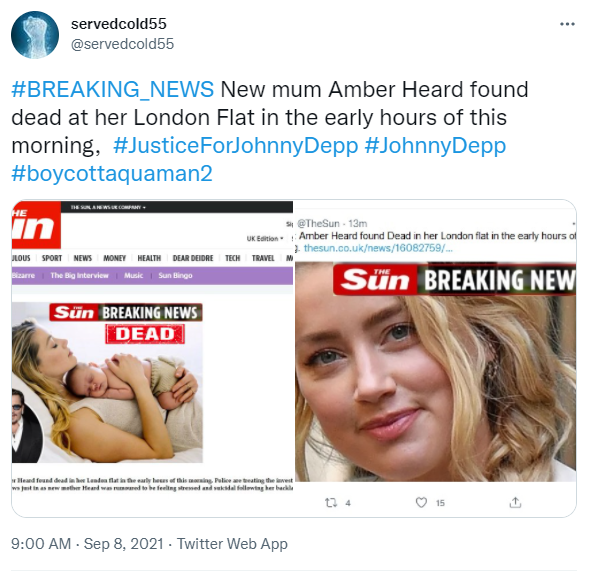 servedcold55
@servedcold55
#BREAKING_NEWS New mum Amber Heard found
dead at her London Flat in the early hours of this
morning, #JusticeForJohnnyDepp #JohnnyDepp
#boycottaquaman2
THE SUN, A NEWS UK COMPANY
HE
un
UK Edition
JLOUS SPORT NEWS MONEY HEALTH DEAR DEIDRE TECH TRAVEL M
Bizarre The Big Interview Music Sun Bingo
THE Sun BREAKING NEWS
DEAD
r Heard found dead in her London flat in the early hours of this morning, Police are treating the invest
ws just in as new mother Heard was rumoured to be feeling stressed and suicidal following her backla
@TheSun · 13m
: Amber Heard found Dead in her London flat in the early hours of
g. thesun.co.uk/news/16082759/...
THE Sun BREAKING NEW
4 15
9:00 AM · Sep 8, 2021 · Twitter Web App